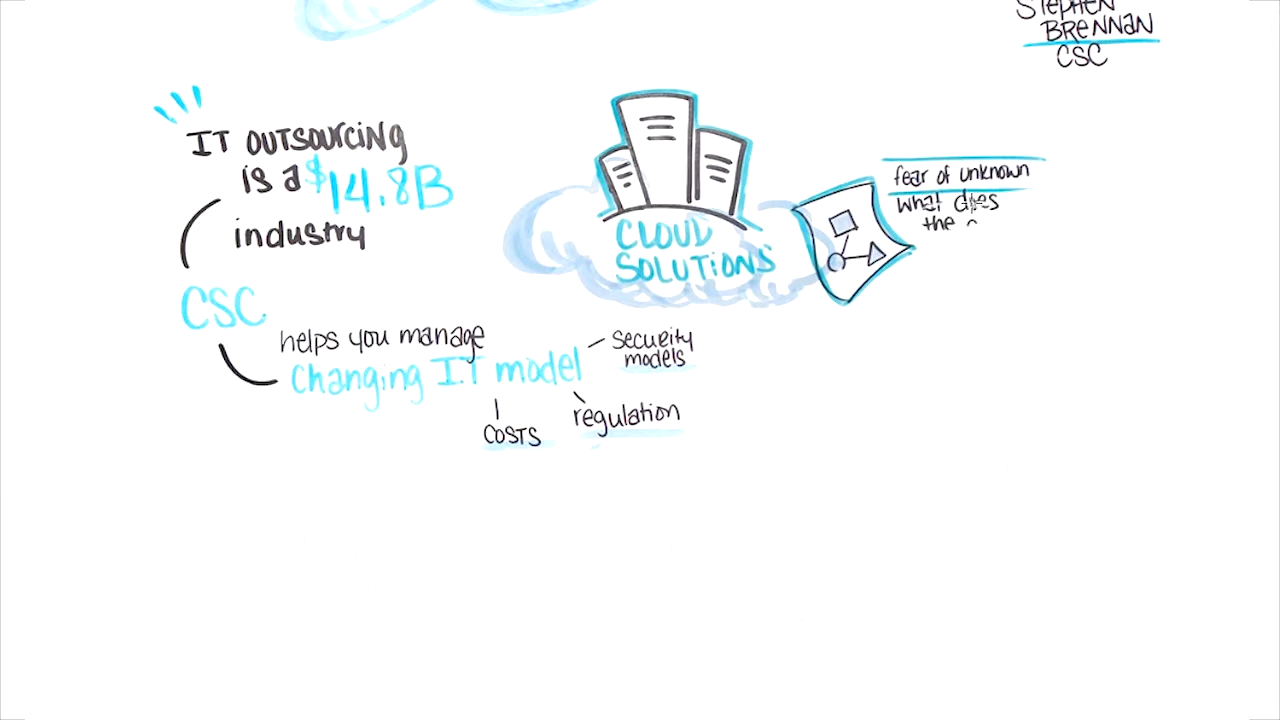 STEPHEN
BRENNAN
CSC
IT OUTSOURCING
is a $14.8B
industry
CSC
helps you manage
Changing IT model
security
models
costs
regulation
CLOUD
SOLUTIONS
fear of unknown
what does
the